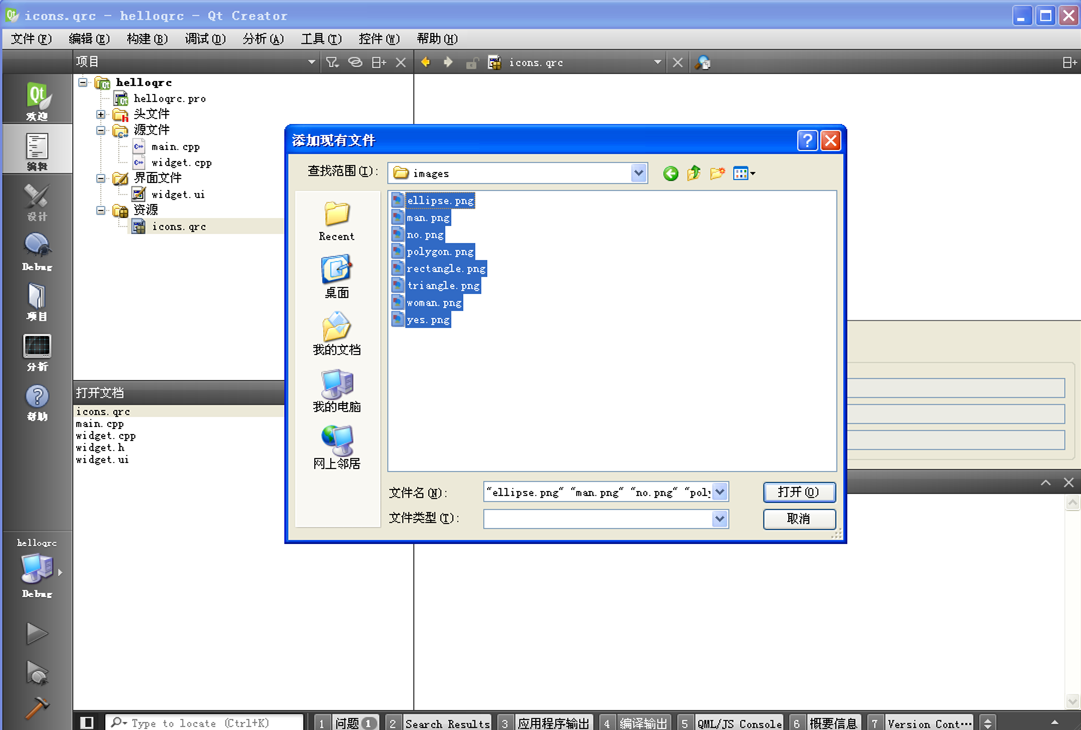 icons.qrc - helloqrc - Qt Creator
文件(F) 编辑(E) 构建(B) 调试(D) 分析(A) 工具(T) 控件(W) 帮助(H)
项目
icons.qrc
helloqrc
helloqrc.pro
头文件
源文件
main.cpp
widget.cpp
界面文件
widget.ui
资源
icons.qrc
欢迎
编辑
设计
Debug
项目
分析
帮助
打开文档
icons.qrc
main.cpp
widget.cpp
widget.h
widget.ui
添加现有文件
查找范围(I):
images
Recent
桌面
我的文档
我的电脑
网上邻居
ellipse.png
man.png
no.png
polygon.png
rectangle.png
triangle.png
woman.png
yes.png
文件名(N):
"ellipse.png" "man.png" "no.png" "poly
打开(O)
文件类型(T):
取消
helloqrc
Debug
Type to locate (Ctrl+K)
1 问题 1
2 Search Results
3 应用程序输出
4 编译输出
5 QML/JS Console
6 概要信息
7 Version Cont...